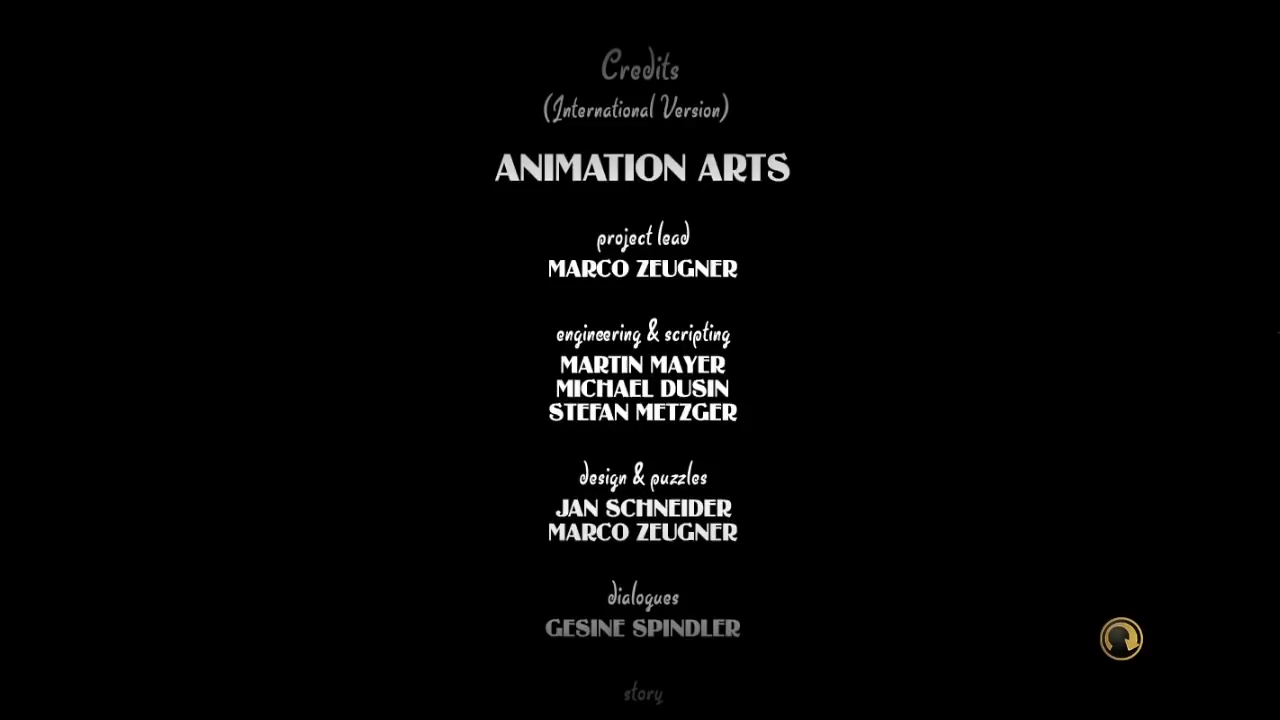 Credits
(International Version)
ANIMATION ARTS
project lead
MARCO ZEUGNER
engineering & scripting
MARTIN MAYER
MICHAEL DUSIN
STEFAN METZGER
design & puzzles
JAN SCHNEIDER
MARCO ZEUGNER
dialogues
GESINE SPINDLER
story